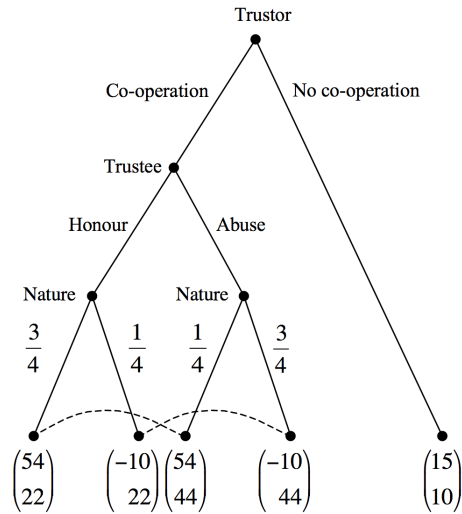 Trustor
Co-operation No co-operation
Trustee
Honour Abuse
Nature Nature
3 1 1 3
4 4 4 4
(54 (−10 (54 (−10 (15
22) 22) 44) 44) 10)